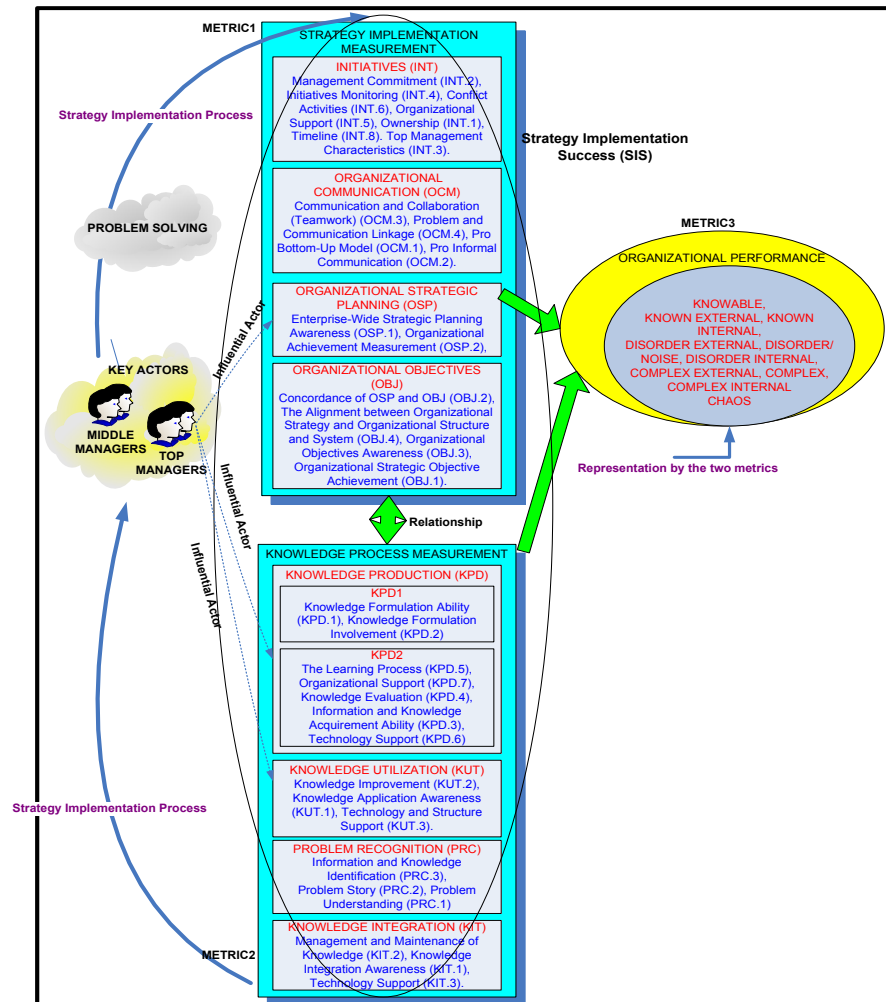 METRIC1
STRATEGY IMPLEMENTATION
MEASUREMENT
INITIATIVES (INT)
Management Commitment (INT.2),
Initiatives Monitoring (INT.4), Conflict
Activities (INT.6), Organizational
Support (INT.5), Ownership (INT.1),
Timeline (INT.8). Top Management
Characteristics (INT.3).
ORGANIZATIONAL
COMMUNICATION (OCM)
Communication and Collaboration
(Teamwork) (OCM.3), Problem and
Communication Linkage (OCM.4), Pro
Bottom-Up Model (OCM.1), Pro Informal
Communication (OCM.2).
ORGANIZATIONAL STRATEGIC
PLANNING (OSP)
Enterprise-Wide Strategic Planning
Awareness (OSP.1), Organizational
Achievement Measurement (OSP.2),
ORGANIZATIONAL OBJECTIVES (OBJ)
Concordance of OSP and OBJ (OBJ.2),
The Alignment between Organizational
Strategy and Organizational Structure
and System (OBJ.4), Organizational
Objectives Awareness (OBJ.3),
Organizational Strategic Objective
Achievement (OBJ.1).
Strategy Implementation Process
PROBLEM SOLVING
KEY ACTORS
MIDDLE
MANAGERS
TOP
MANAGERS
Influential Actor
Influential Actor
Influential Actor
Strategy Implementation
Success (SIS)
METRIC3
ORGANIZATIONAL PERFORMANCE
KNOWABLE,
KNOWN EXTERNAL, KNOWN
INTERNAL,
DISORDER EXTERNAL, DISORDER/
NOISE, DISORDER INTERNAL,
COMPLEX EXTERNAL, COMPLEX,
COMPLEX INTERNAL
CHAOS
Representation by the two metrics
Relationship
KNOWLEDGE PROCESS MEASUREMENT
KNOWLEDGE PRODUCTION (KPD)
KPD1
Knowledge Formulation Ability
(KPD.1), Knowledge Formulation
Involvement (KPD.2)
KPD2
The Learning Process (KPD.5),
Organizational Support (KPD.7),
Knowledge Evaluation (KPD.4),
Information and Knowledge
Acquirement Ability (KPD.3),
Technology Support (KPD.6)
KNOWLEDGE UTILIZATION (KUT)
Knowledge Improvement (KUT.2),
Knowledge Application Awareness
(KUT.1), Technology and Structure
Support (KUT.3).
PROBLEM RECOGNITION (PRC)
Information and Knowledge
Identification (PRC.3),
Problem Story (PRC.2), Problem
Understanding (PRC.1)
KNOWLEDGE INTEGRATION (KIT)
Management and Maintenance of
Knowledge (KIT.2), Knowledge
Integration Awareness (KIT.1),
Technology Support (KIT.3).
Strategy Implementation Process
METRIC2